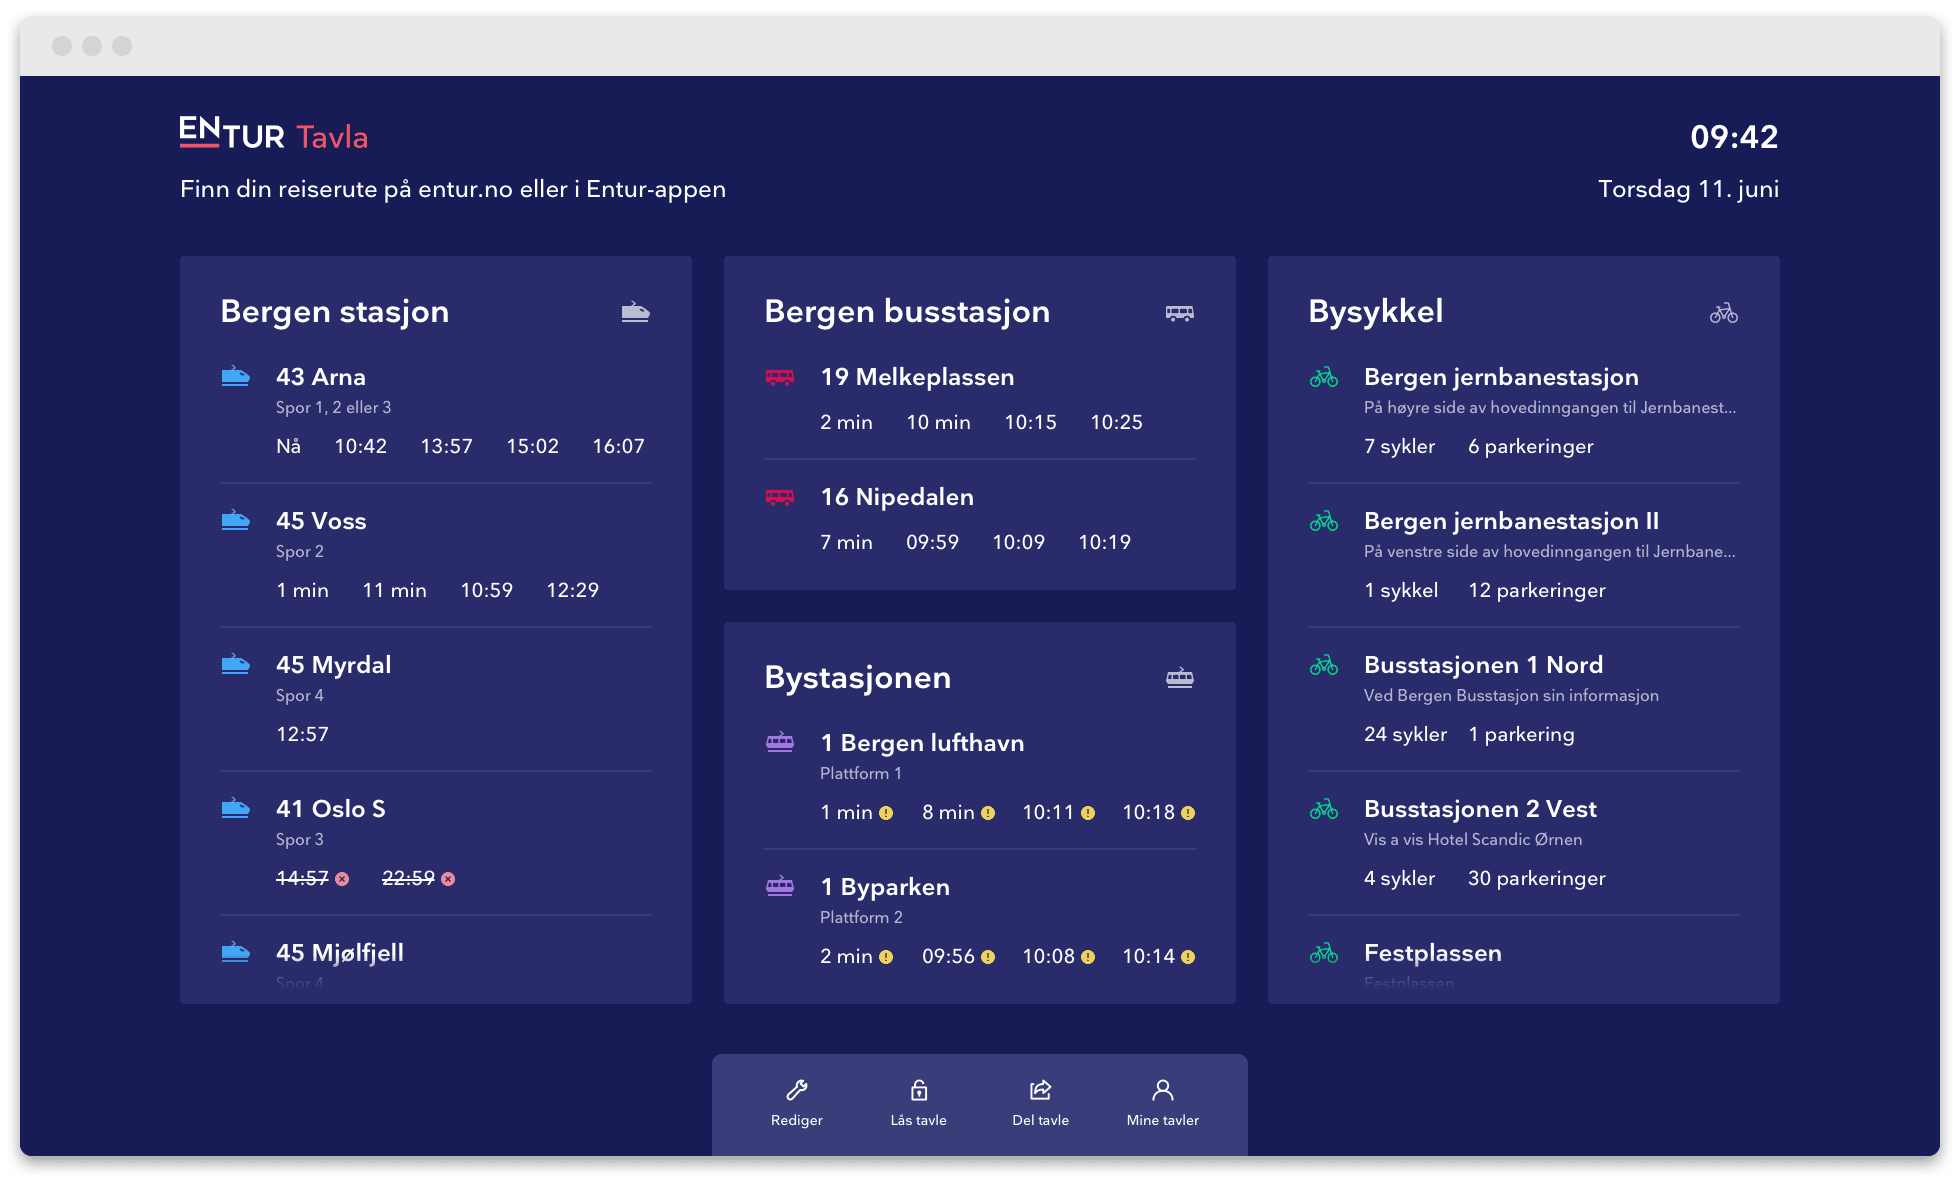 ENTUR Tavla
09:42
Finn din reiserute på entur.no eller i Entur-appen
Torsdag 11. juni
Bergen stasjon
43 Arna
Spor 1, 2 eller 3
Nå 10:42 13:57 15:02 16:07
45 Voss
Spor 2
1 min 11 min 10:59 12:29
45 Myrdal
Spor 4
12:57
41 Oslo S
Spor 3
14:57 22:59
45 Mjølfjell
Spor 4
Bergen busstasjon
19 Melkeplassen
2 min 10 min 10:15 10:25
16 Nipedalen
7 min 09:59 10:09 10:19
Bystasjonen
1 Bergen lufthavn
Plattform 1
1 min 8 min 10:11 10:18
1 Byparken
Plattform 2
2 min 09:56 10:08 10:14
Bysykkel
Bergen jernbanestasjon
På høyre side av hovedinngangen til Jernbanest...
7 sykler 6 parkeringer
Bergen jernbanestasjon II
På venstre side av hovedinngangen til Jernbane...
1 sykkel 12 parkeringer
Busstasjonen 1 Nord
Ved Bergen Busstasjon sin informasjon
24 sykler 1 parkering
Busstasjonen 2 Vest
Vis a vis Hotel Scandic Ørnen
4 sykler 30 parkeringer
Festplassen
Festplassen
Rediger
Lås tavle
Del tavle
Mine tavler